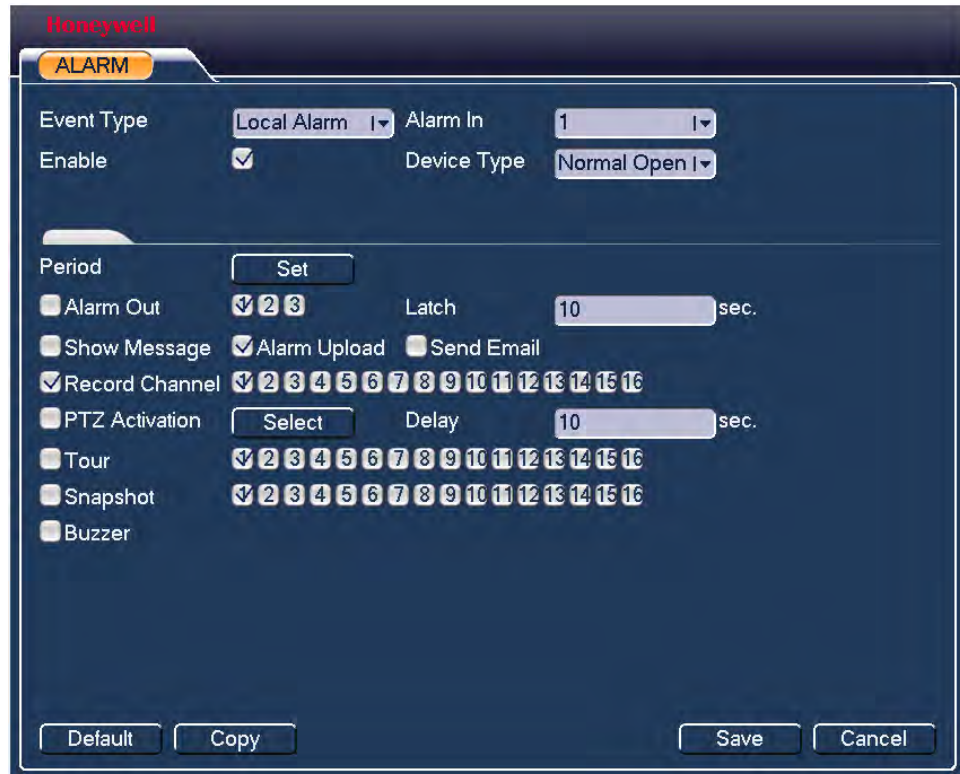 Honeywell
ALARM
Event Type Local Alarm Alarm In 1
Enable Device Type Normal Open
Period Set
Alarm Out 1 2 3 Latch 10 sec.
Show Message Alarm Upload Send Email
Record Channel 1 2 3 4 5 6 7 8 9 10 11 12 13 14 15 16
PTZ Activation Select Delay 10 sec.
Tour 1 2 3 4 5 6 7 8 9 10 11 12 13 14 15 16
Snapshot 1 2 3 4 5 6 7 8 9 10 11 12 13 14 15 16
Buzzer
Default Copy Save Cancel